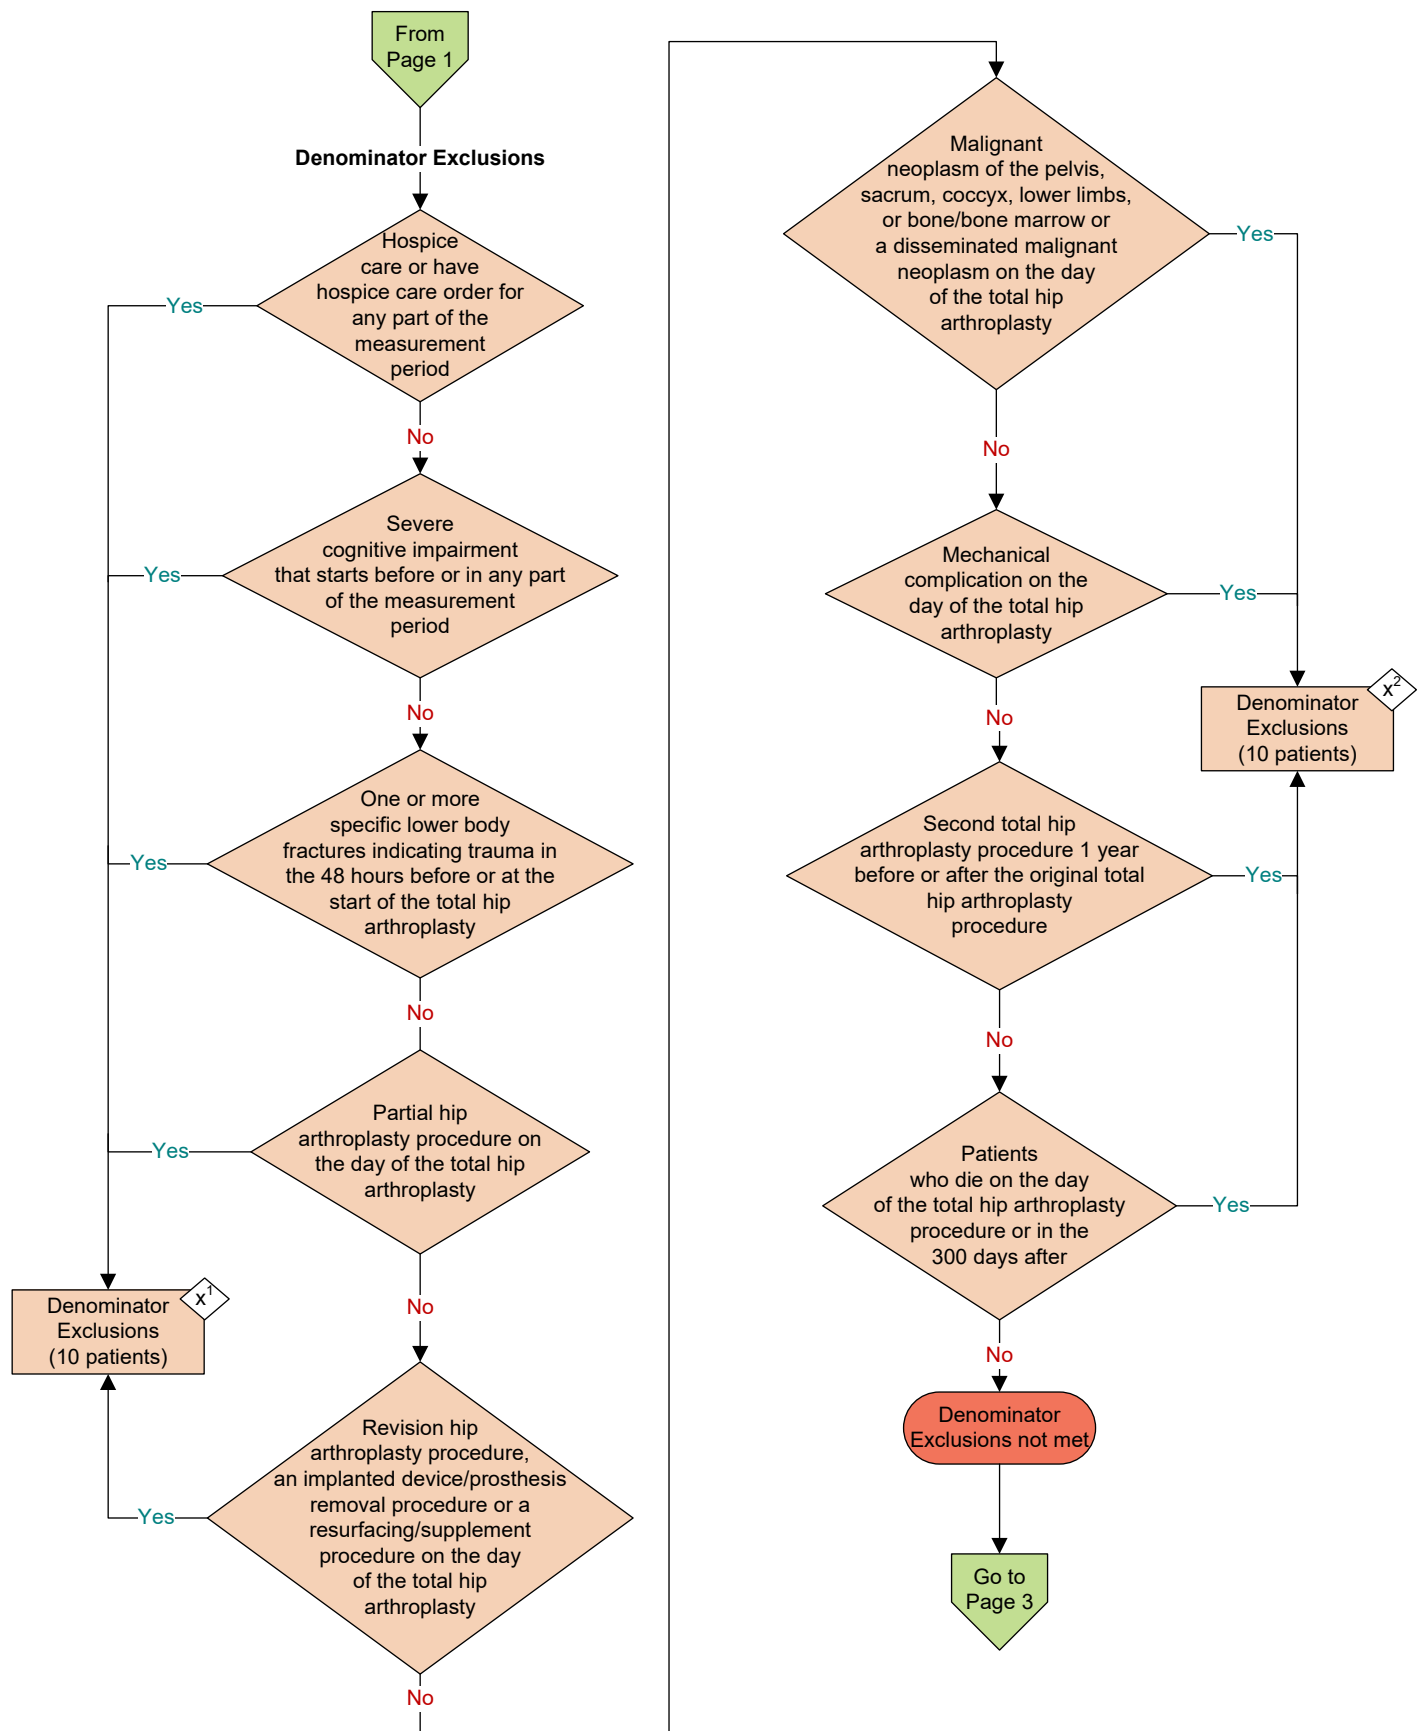 From
Page 1
Denominator Exclusions
Hospice
care or have
hospice care order for
any part of the
measurement
period
Yes
No
Severe
cognitive impairment
that starts before or in any part
of the measurement
period
Yes
No
One or more
specific lower body
fractures indicating trauma in
the 48 hours before or at the
start of the total hip
arthroplasty
Yes
No
Partial hip
arthroplasty procedure on
the day of the total hip
arthroplasty
Yes
No
Denominator
Exclusions
(10 patients)
x¹
Revision hip
arthroplasty procedure,
an implanted device/prosthesis
removal procedure or a
resurfacing/supplement
procedure on the day
of the total hip
arthroplasty
Yes
No
Malignant
neoplasm of the pelvis,
sacrum, coccyx, lower limbs,
or bone/bone marrow or
a disseminated malignant
neoplasm on the day
of the total hip
arthroplasty
Yes
No
Mechanical
complication on the
day of the total hip
arthroplasty
Yes
No
x²
Denominator
Exclusions
(10 patients)
Second total hip
arthroplasty procedure 1 year
before or after the original total
hip arthroplasty
procedure
Yes
No
Patients
who die on the day
of the total hip arthroplasty
procedure or in the
300 days after
Yes
No
Denominator
Exclusions not met
Go to
Page 3